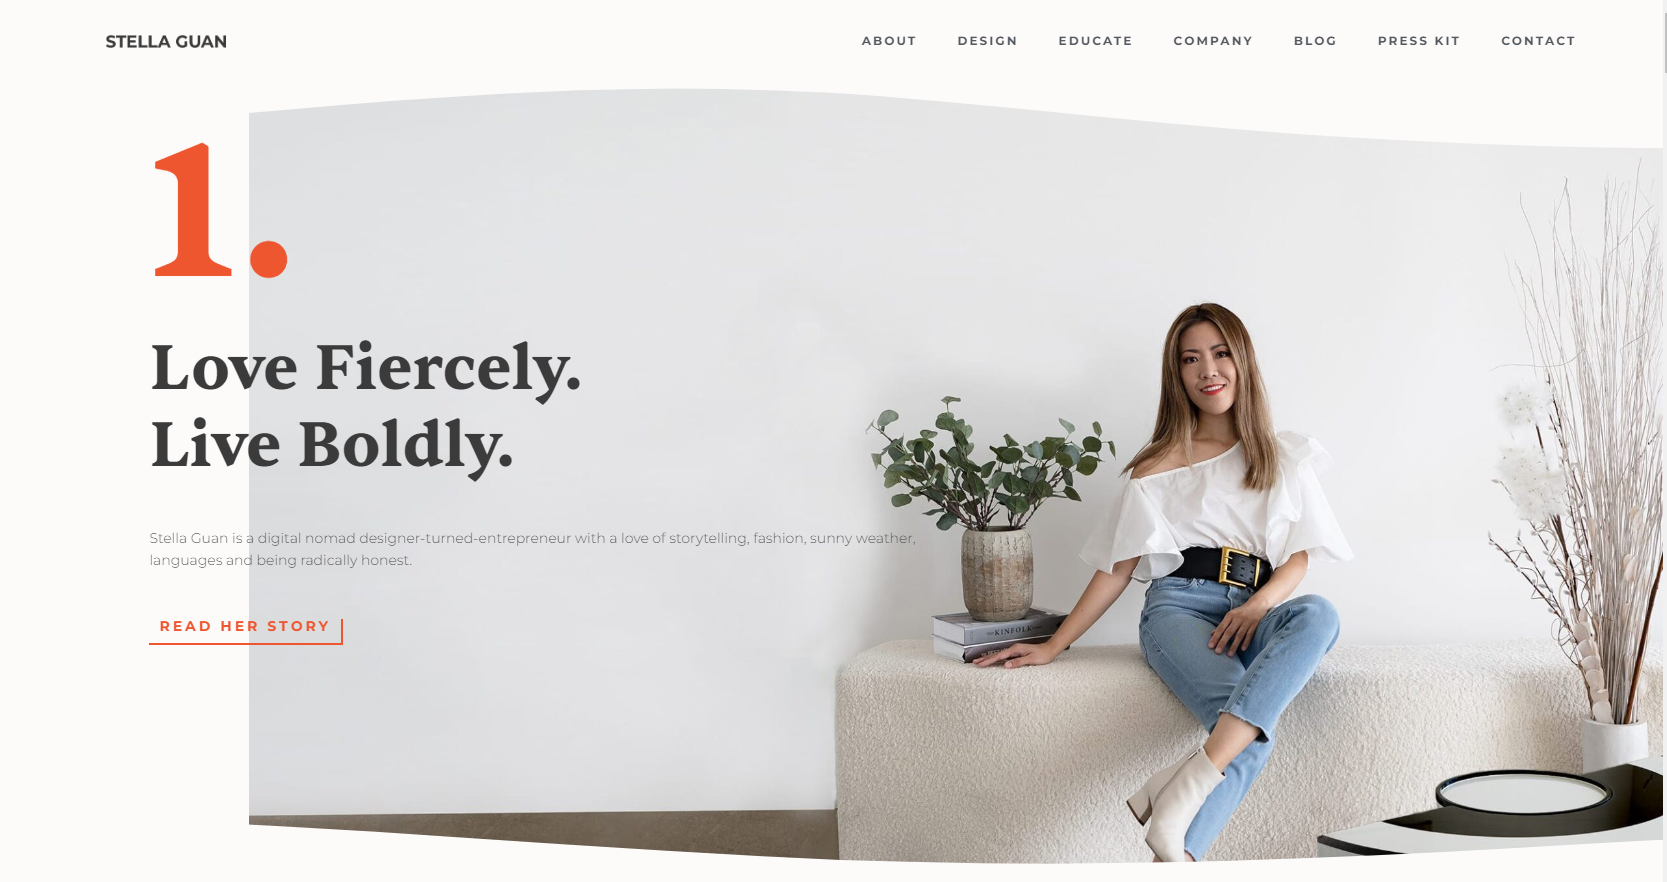 STELLA GUAN
ABOUT DESIGN EDUCATE COMPANY BLOG PRESS KIT CONTACT
1.
Love Fiercely.
Live Boldly.
Stella Guan is a digital nomad designer-turned-entrepreneur with a love of storytelling, fashion, sunny weather,
languages and being radically honest.
READ HER STORY
KINFOLK